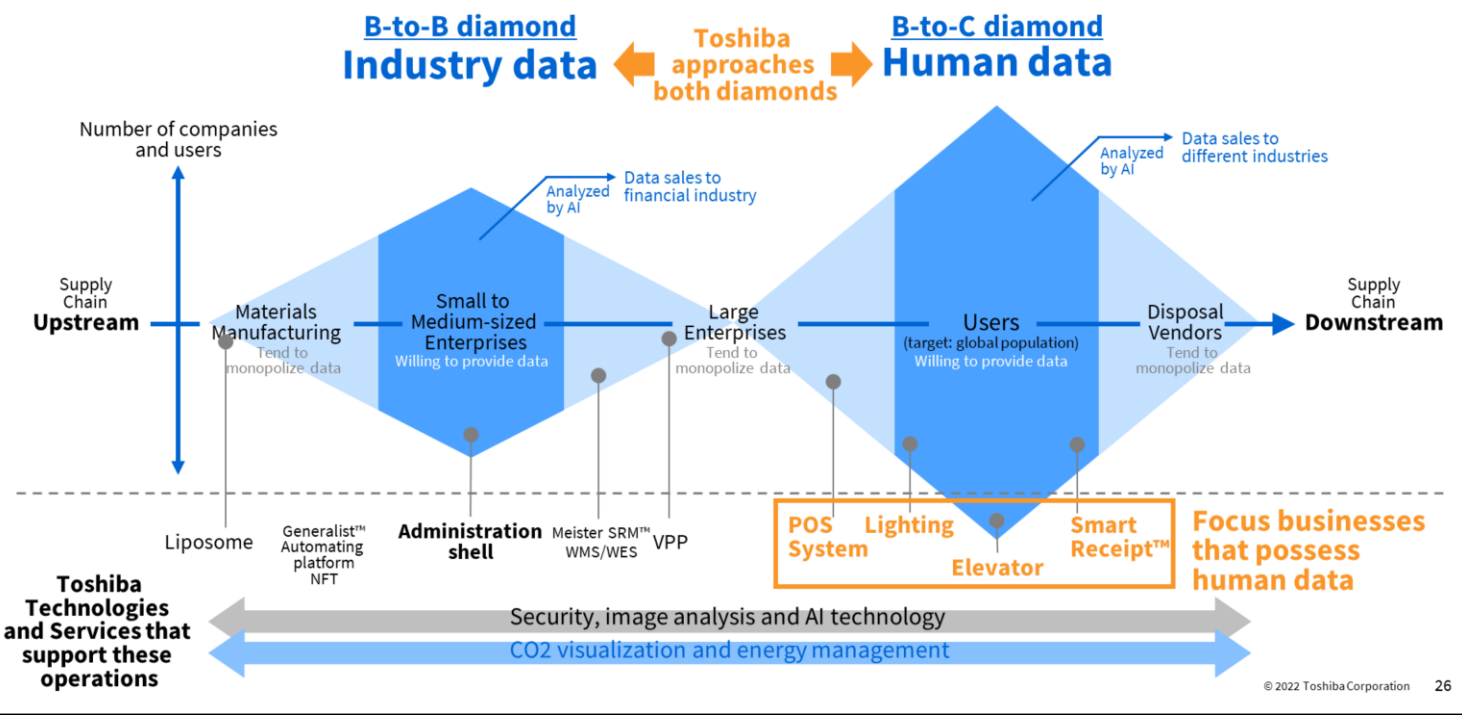 B-to-B diamond
Industry data
Toshiba
approaches
both diamonds
B-to-C diamond
Human data
Number of companies
and users
Analyzed
by AI
Data sales to
financial industry
Analyzed
by AI
Data sales to
different industries
Supply
Chain
Upstream
Materials
Manufacturing
Tend to
monopolize data
Small to
Medium-sized
Enterprises
Willing to provide data
Large
Enterprises
Tend to
monopolize data
Users
(target: global population)
Willing to provide data
Disposal
Vendors
Tend to
monopolize data
Supply
Chain
Downstream
Liposome
Generalist™
Automating
platform
NFT
Administration
shell
Meister SRM™
WMS/WES
VPP
POS
System
Lighting
Elevator
Smart
Receipt™
Focus businesses
that possess
human data
Toshiba
Technologies
and Services that
support these
operations
Security, image analysis and AI technology
CO2 visualization and energy management
© 2022 Toshiba Corporation
26